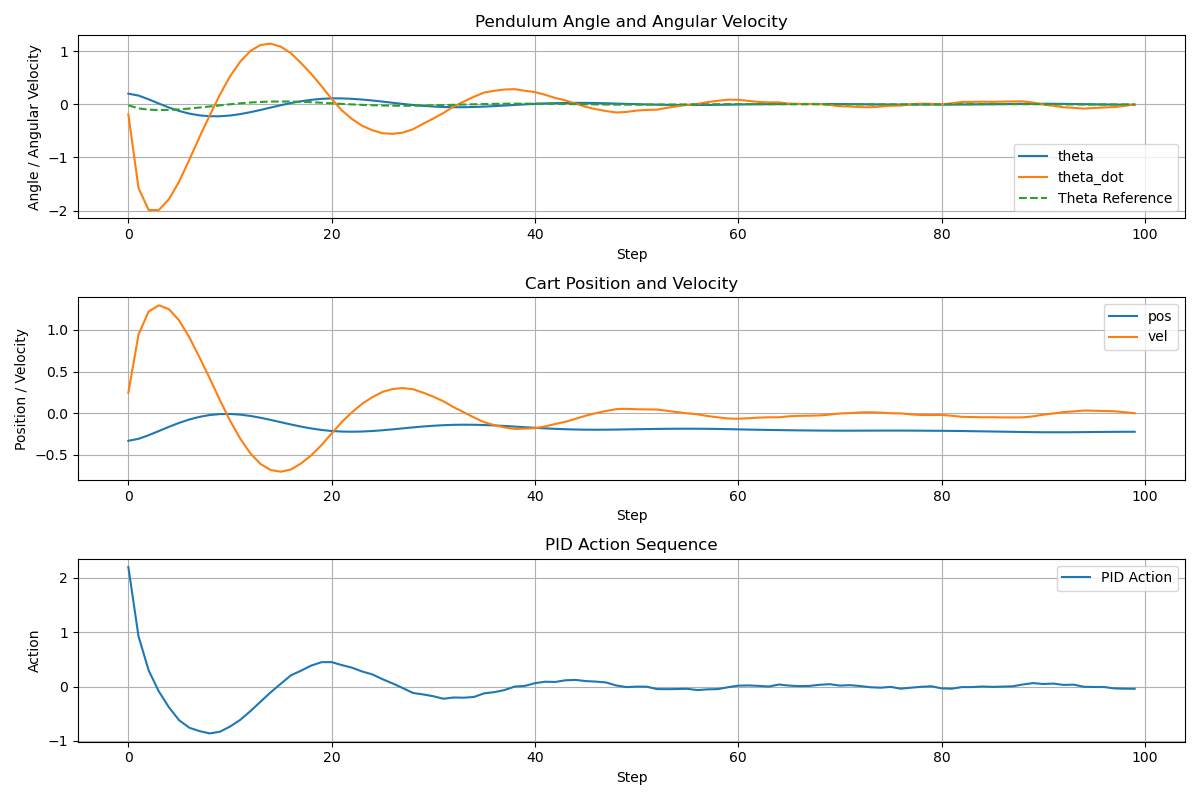 Pendulum Angle and Angular Velocity
Angle / Angular Velocity
1
0
−1
−2
theta
theta_dot
Theta Reference
0 20 40 60 80 100
Step
Cart Position and Velocity
Position / Velocity
1.0
0.5
0.0
−0.5
pos
vel
0 20 40 60 80 100
Step
PID Action Sequence
Action
2
1
0
−1
PID Action
0 20 40 60 80 100
Step